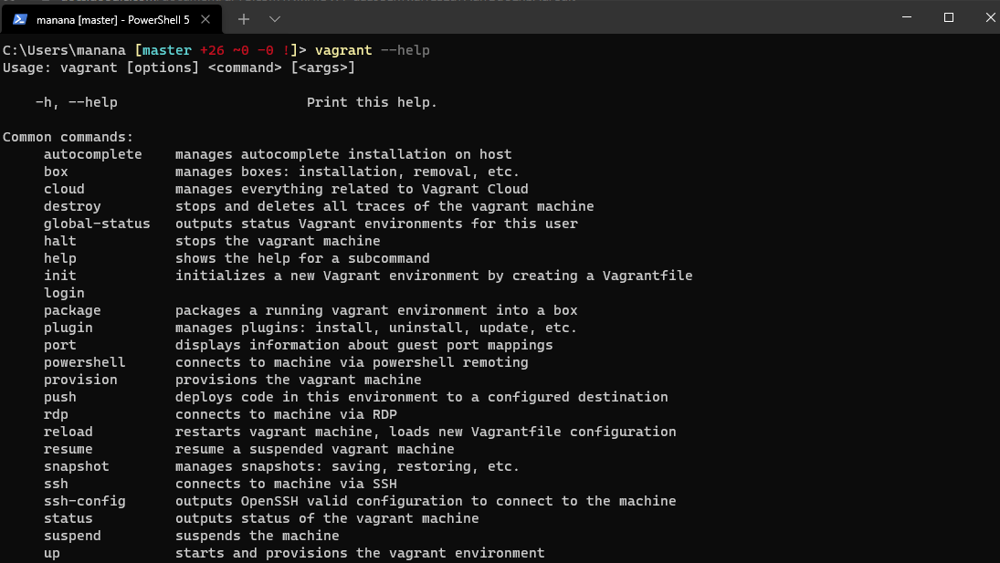 manana [master] - PowerShell 5
C:\Users\manana [master +26 ~0 -0 !]> vagrant --help
Usage: vagrant [options] <command> [<args>]

    -h, --help                       Print this help.

Common commands:
     autocomplete    manages autocomplete installation on host
     box             manages boxes: installation, removal, etc.
     cloud           manages everything related to Vagrant Cloud
     destroy         stops and deletes all traces of the vagrant machine
     global-status   outputs status Vagrant environments for this user
     halt            stops the vagrant machine
     help            shows the help for a subcommand
     init            initializes a new Vagrant environment by creating a Vagrantfile
     login
     package         packages a running vagrant environment into a box
     plugin          manages plugins: install, uninstall, update, etc.
     port            displays information about guest port mappings
     powershell      connects to machine via powershell remoting
     provision       provisions the vagrant machine
     push            deploys code in this environment to a configured destination
     rdp             connects to machine via RDP
     reload          restarts vagrant machine, loads new Vagrantfile configuration
     resume          resume a suspended vagrant machine
     snapshot        manages snapshots: saving, restoring, etc.
     ssh             connects to machine via SSH
     ssh-config      outputs OpenSSH valid configuration to connect to the machine
     status          outputs status of the vagrant machine
     suspend         suspends the machine
     up              starts and provisions the vagrant environment